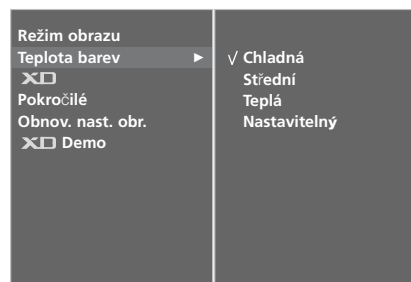 Režim obrazu
Teplota barev ►
XD
Pokročilé
Obnov. nast. obr.
XD Demo
√ Chladná
Střední
Teplá
Nastavitelný